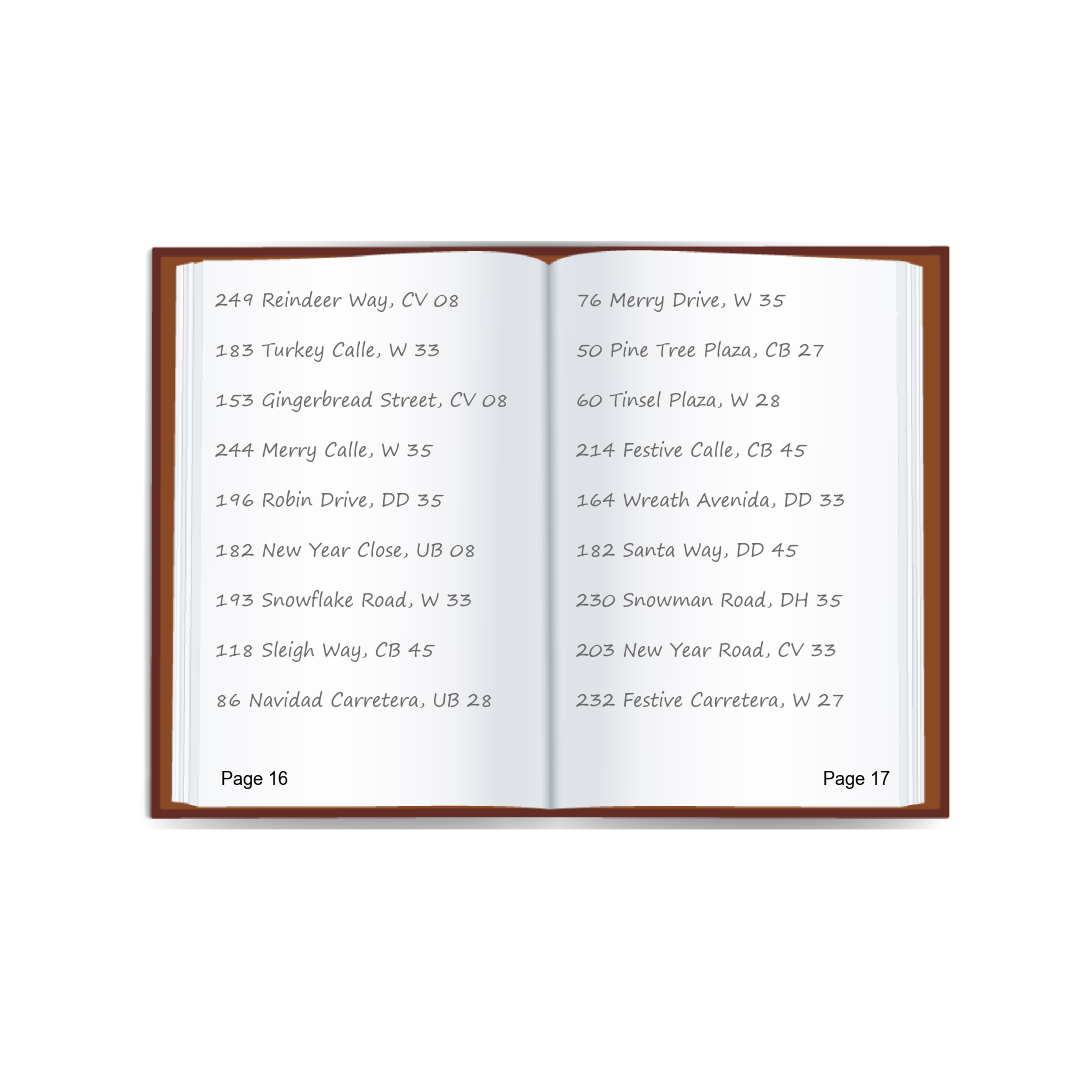 249 Reindeer Way, CV 08
183 Turkey Calle, W 33
153 Gingerbread Street, CV 08
244 Merry Calle, W 35
196 Robin Drive, DD 35
182 New Year Close, UB 08
193 Snowflake Road, W 33
118 Sleigh Way, CB 45
86 Navidad Carretera, UB 28
Page 16
76 Merry Drive, W 35
50 Pine Tree Plaza, CB 27
60 Tinsel Plaza, W 28
214 Festive Calle, CB 45
164 Wreath Avenida, DD 33
182 Santa Way, DD 45
230 Snowman Road, DH 35
203 New Year Road, CV 33
232 Festive Carretera, W 27
Page 17